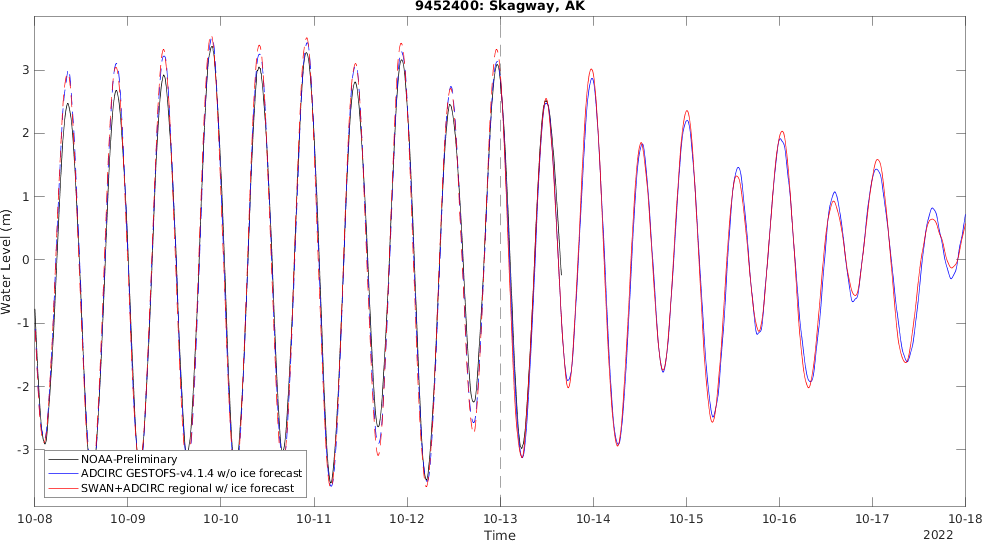 9452400: Skagway, AK
Water Level (m)
3
2
1
0
-1
-2
-3
NOAA-Preliminary
ADCIRC GESTOFS-v4.1.4 w/o ice forecast
SWAN+ADCIRC regional w/ ice forecast
10-08 10-09 10-10 10-11 10-12 10-13 10-14 10-15 10-16 10-17 10-18
Time
2022